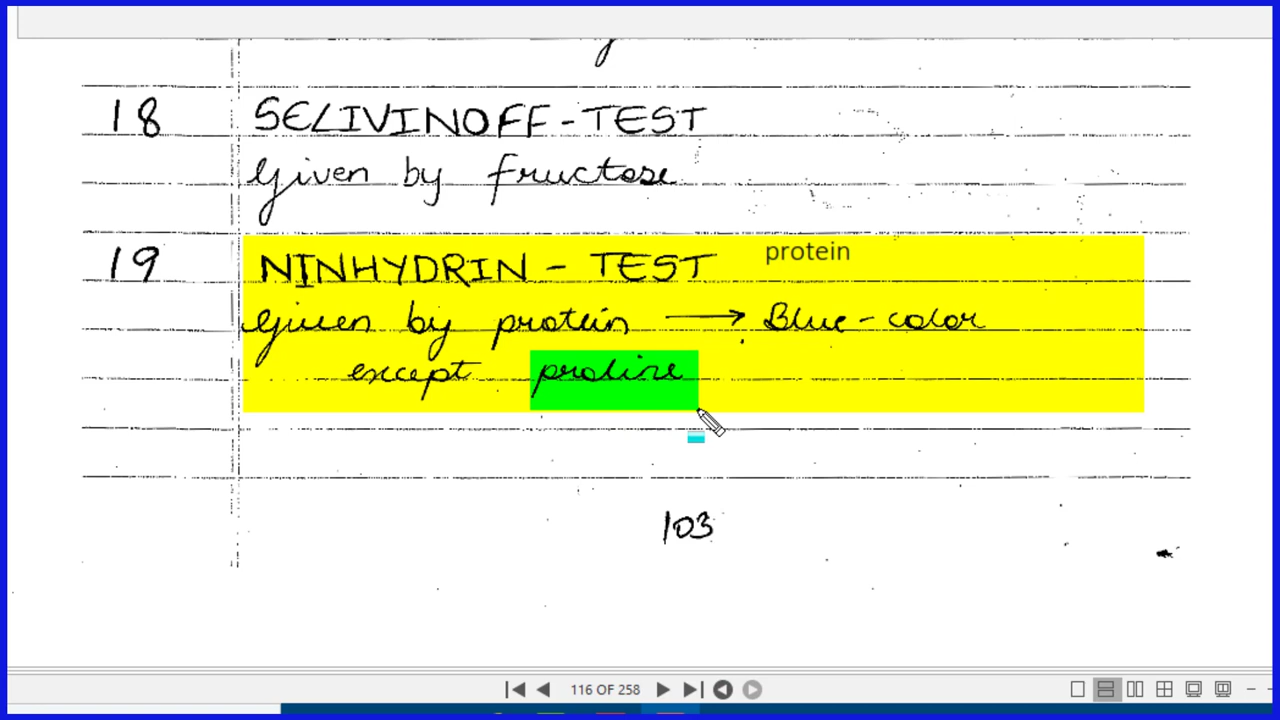 18 SELIVINOFF-TEST
Given by fructose
19 NINHYDRIN - TEST protein
Given by protein → Blue-color
except proline
103
116 OF 258